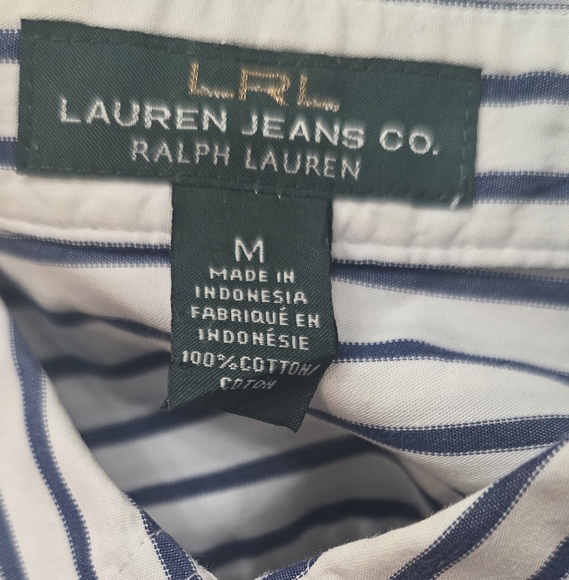 LRL
LAUREN JEANS CO.
RALPH LAUREN
M
MADE IN
INDONESIA
FABRIQUÉ EN
INDONÉSIE
100%COTTON/
COTON